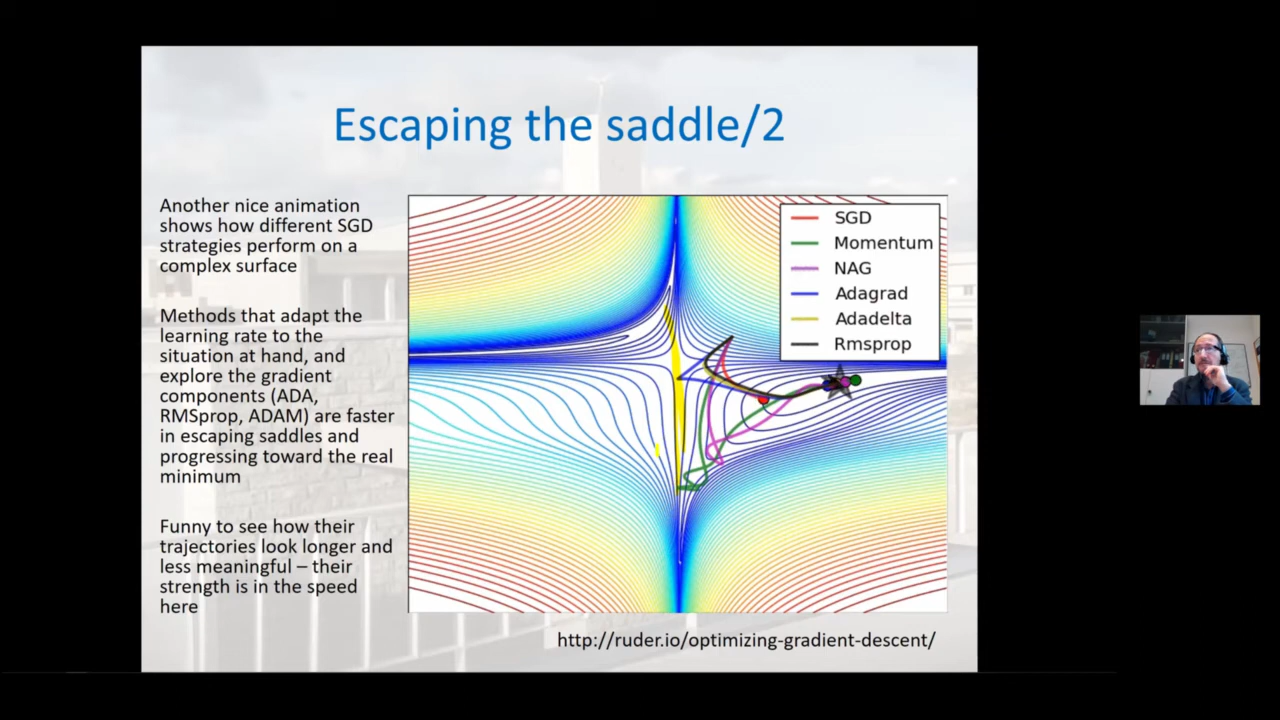 Escaping the saddle/2
Another nice animation
shows how different SGD
strategies perform on a
complex surface
Methods that adapt the
learning rate to the
situation at hand, and
explore the gradient
components (ADA,
RMSprop, ADAM) are faster
in escaping saddles and
progressing toward the real
minimum
Funny to see how their
trajectories look longer and
less meaningful – their
strength is in the speed
here
SGD
Momentum
NAG
Adagrad
Adadelta
Rmsprop
http://ruder.io/optimizing-gradient-descent/